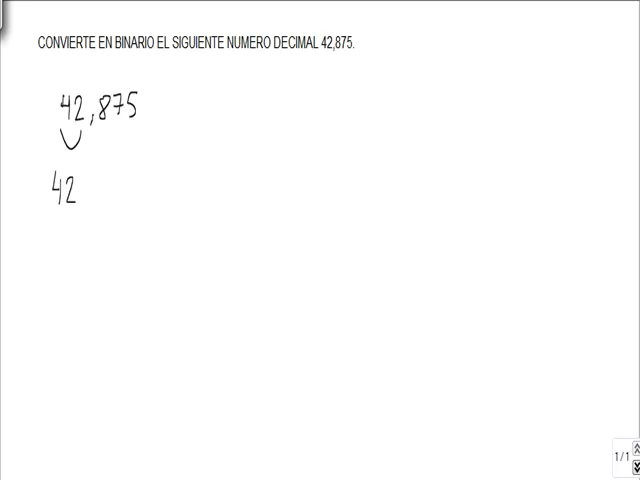 CONVIERTE EN BINARIO EL SIGUIENTE NUMERO DECIMAL 42,875.
42,875
42
1/1